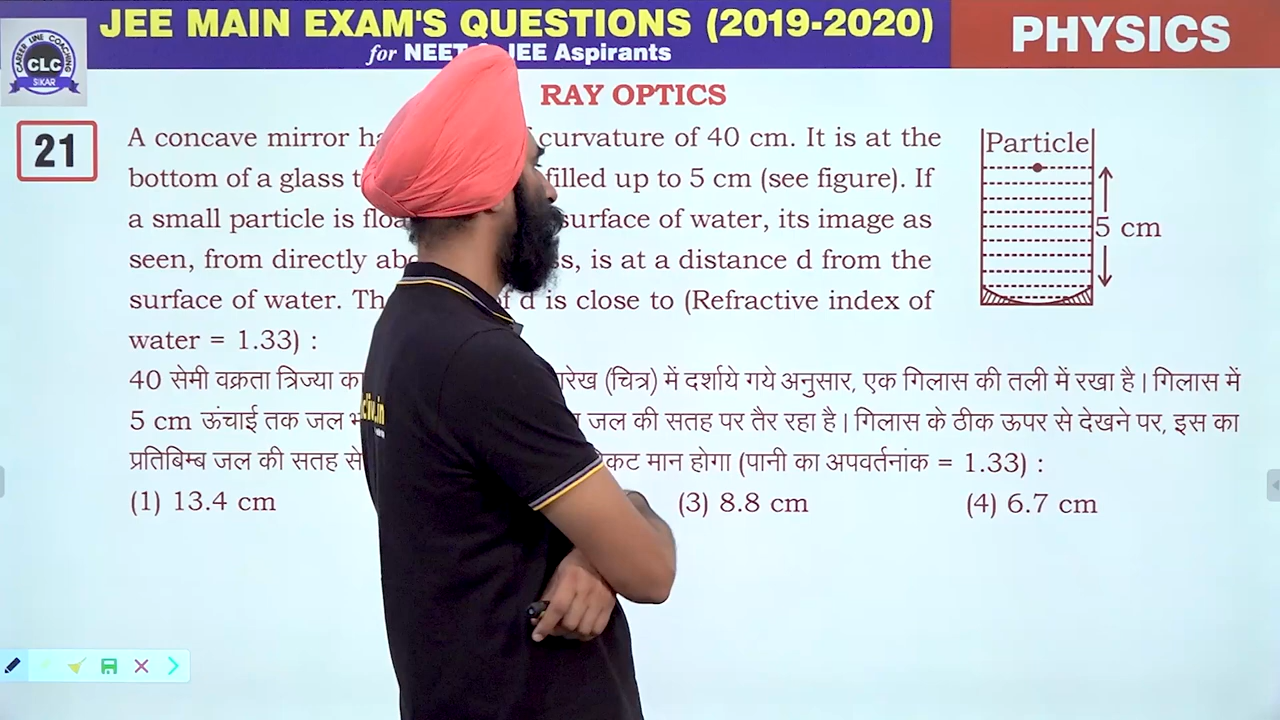 JEE MAIN EXAM'S QUESTIONS (2019-2020)
for NEET JEE Aspirants
PHYSICS
CAREER LINE COACHING
CLC
SIKAR
RAY OPTICS
21
A concave mirror curvature of 40 cm. It is at the
bottom of a glass filled up to 5 cm (see figure). If
a small particle is surface of water, its image as
seen, from directly is at a distance d from the
surface of water. d is close to (Refractive index of
water = 1.33) :
Particle
5 cm
40 सेमी वक्रता त्रिज्या (चित्र) में दर्शाये गये अनुसार, एक गिलास की तली में रखा है। गिलास में
5 cm ऊंचाई तक जल जल की सतह पर तैर रहा है। गिलास के ठीक ऊपर से देखने पर, इस का
प्रतिबिम्ब जल की सतह से मान होगा (पानी का अपवर्तनांक = 1.33) :
(1) 13.4 cm (3) 8.8 cm (4) 6.7 cm